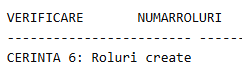 VERIFICARE NUMARROLURI
------------------------ ------
CERINTA 6: Roluri create